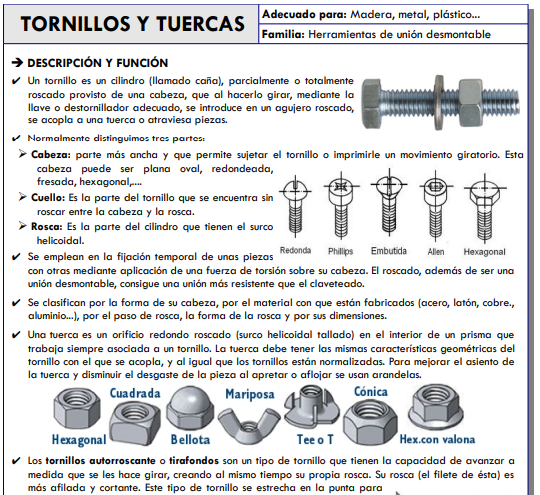 TORNILLOS Y TUERCAS
Adecuado para: Madera, metal, plástico...
Familia: Herramientas de unión desmontable
➔ DESCRIPCIÓN Y FUNCIÓN
✔ Un tornillo es un cilindro (llamado caña), parcialmente o totalmente
roscado provisto de una cabeza, que al hacerlo girar, mediante la
llave o destornillador adecuado, se introduce en un agujero roscado,
se acopla a una tuerca o atraviesa piezas.
✔ Normalmente distinguimos tres partes:
➢ Cabeza: parte más ancha y que permite sujetar el tornillo o imprimirle un movimiento giratorio. Esta
cabeza puede ser plana oval, redondeada,
fresada, hexagonal,....
➢ Cuello: Es la parte del tornillo que se encuentra sin
roscar entre la cabeza y la rosca.
➢ Rosca: Es la parte del cilindro que tienen el surco
helicoidal.
Redonda Phillips Embutida Allen Hexagonal
✔ Se emplean en la fijación temporal de unas piezas
con otras mediante aplicación de una fuerza de torsión sobre su cabeza. El roscado, además de ser una
unión desmontable, consigue una unión más resistente que el claveteado.
✔ Se clasifican por la forma de su cabeza, por el material con que están fabricados (acero, latón, cobre.,
aluminio...), por el paso de rosca, la forma de la rosca y por sus dimensiones.
✔ Una tuerca es un orificio redondo roscado (surco helicoidal tallado) en el interior de un prisma que
trabaja siempre asociada a un tornillo. La tuerca debe tener las mismas características geométricas del
tornillo con el que se acopla, y al igual que los tornillos están normalizados. Para mejorar el asiento de
la tuerca y disminuir el desgaste de la pieza al apretar o aflojar se usan arandelas.
Cuadrada Mariposa Cónica
Hexagonal Bellota Tee o T Hex.con valona
✔ Los tornillos autorroscante o tirafondos son un tipo de tornillo que tienen la capacidad de avanzar a
medida que se les hace girar, creando al mismo tiempo su propia rosca. Su rosca (el filete de ésta) es
más afilada y cortante. Este tipo de tornillo se estrecha en la punta para